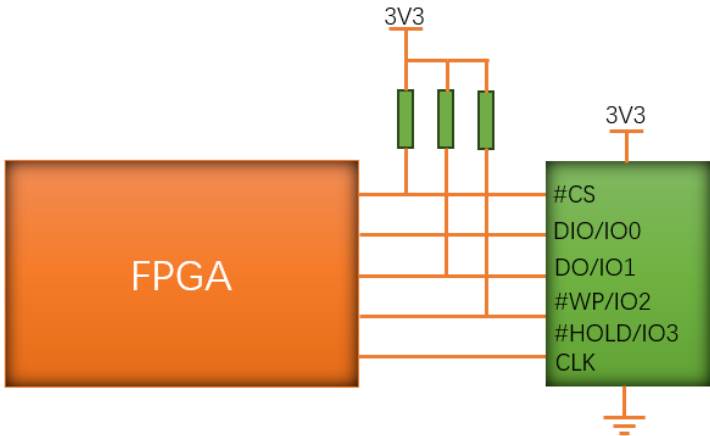 3V3
3V3
FPGA
#CS
DIO/IO0
DO/IO1
#WP/IO2
#HOLD/IO3
CLK